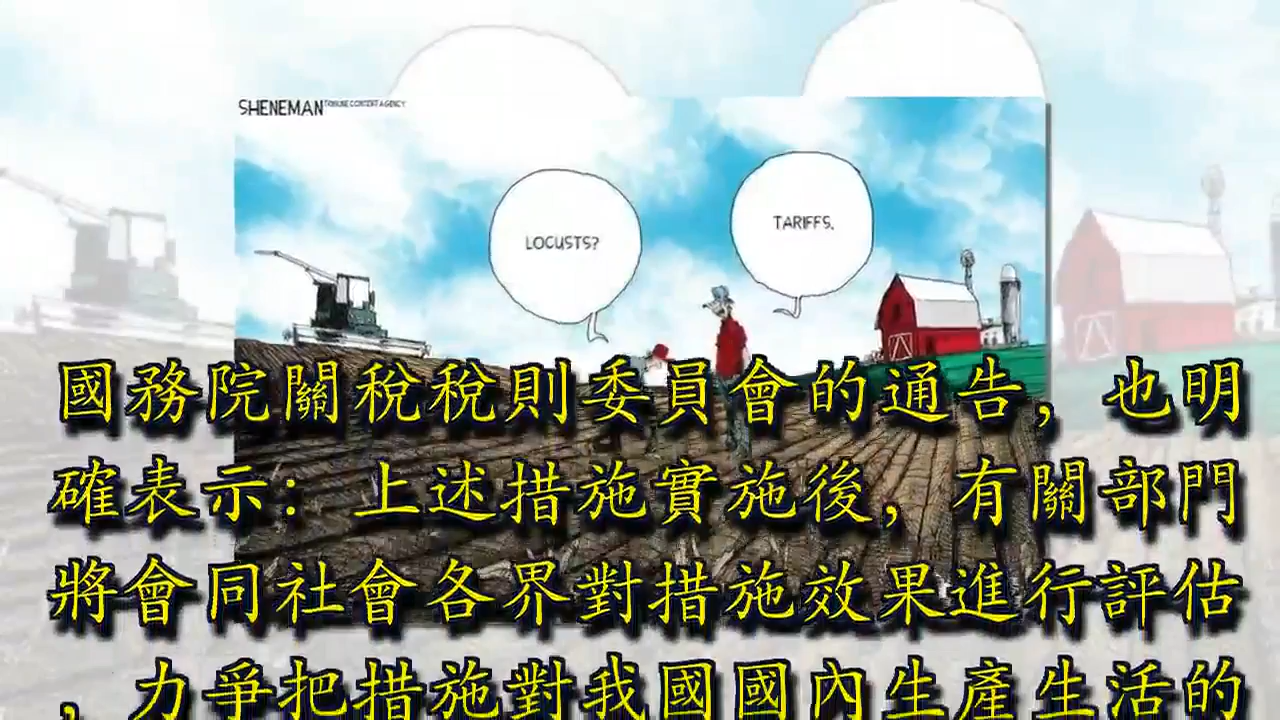 SHENEMAN TRIBUNE CONTENT AGENCY
LOCUSTS?
TARIFFS.
國務院關稅稅則委員會的通告，也明
確表示：上述措施實施後，有關部門
將會同社會各界對措施效果進行評估
，力爭把措施對我國國內生產生活的